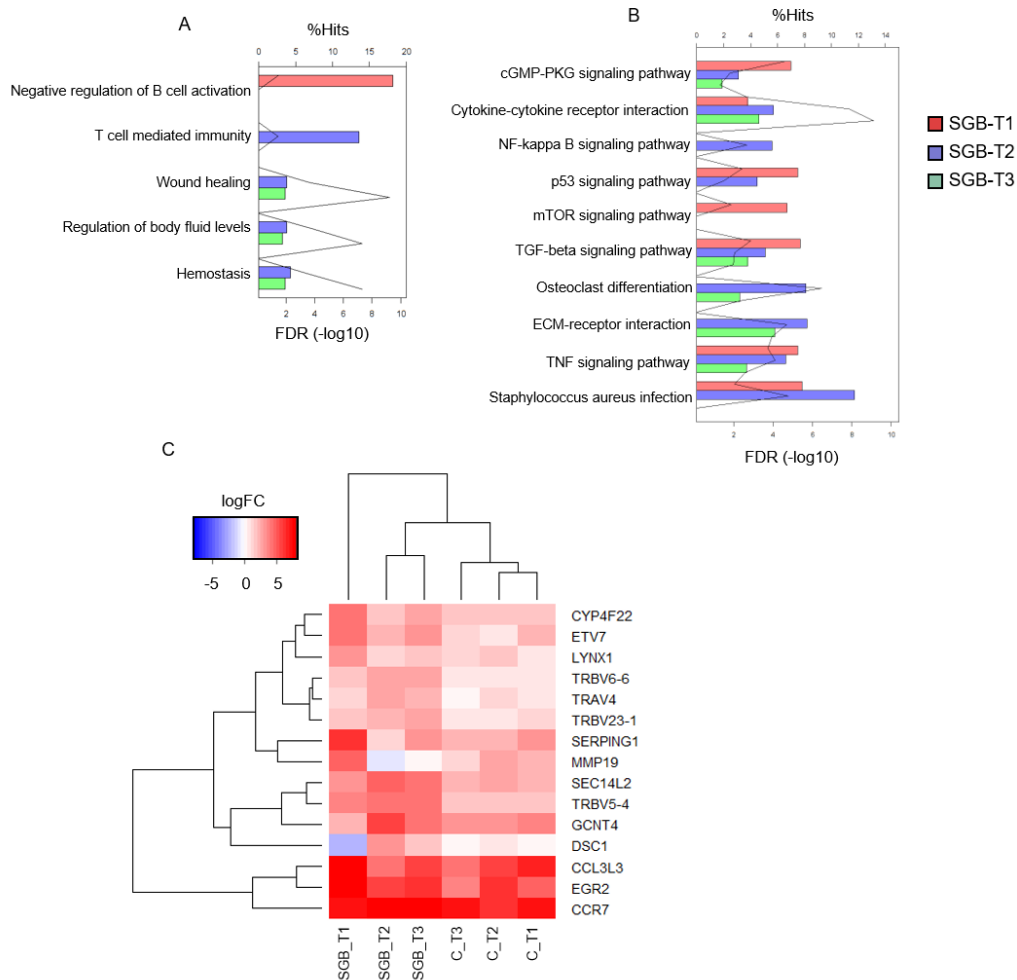 A
%Hits
0 5 10 15 20
Negative regulation of B cell activation
T cell mediated immunity
Wound healing
Regulation of body fluid levels
Hemostasis
2 4 6 8 10
FDR (-log10)
B
%Hits
0 2 4 6 8 10 12 14
cGMP-PKG signaling pathway
Cytokine-cytokine receptor interaction
NF-kappa B signaling pathway
p53 signaling pathway
mTOR signaling pathway
TGF-beta signaling pathway
Osteoclast differentiation
ECM-receptor interaction
TNF signaling pathway
Staphylococcus aureus infection
2 4 6 8 10
FDR (-log10)
SGB-T1
SGB-T2
SGB-T3
C
logFC
-5 0 5
CYP4F22
ETV7
LYNX1
TRBV6-6
TRAV4
TRBV23-1
SERPING1
MMP19
SEC14L2
TRBV5-4
GCNT4
DSC1
CCL3L3
EGR2
CCR7
SGB_T1
SGB_T2
SGB_T3
C_T3
C_T2
C_T1